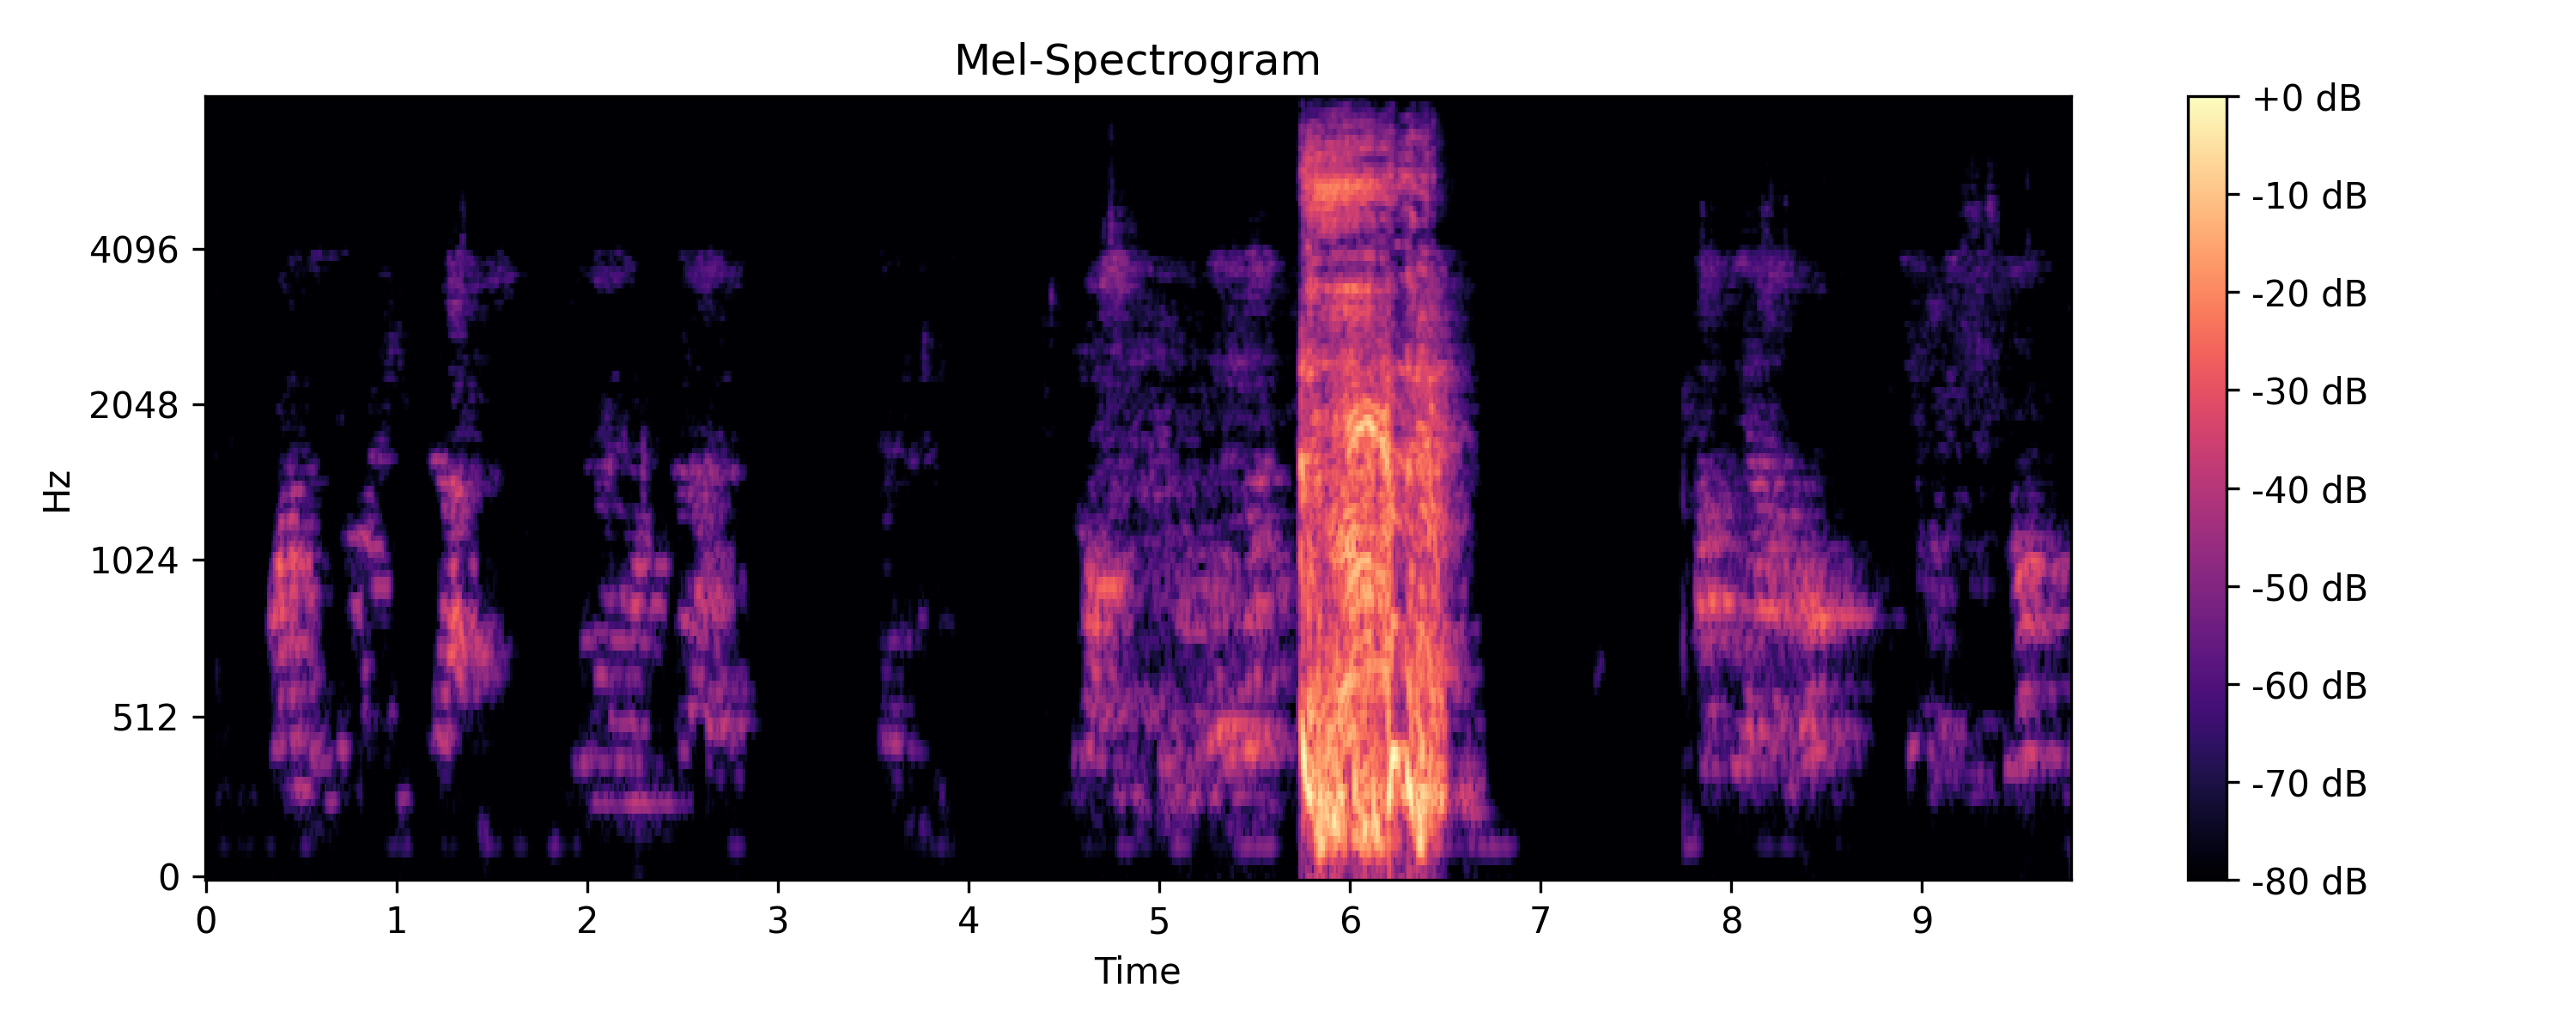 Mel-Spectrogram
+0 dB
4096
-10 dB
-20 dB
2048
-30 dB
Hz
-40 dB
1024
-50 dB
512
-60 dB
-70 dB
0
-80 dB
0 1 2 3 4 5 6 7 8 9
Time